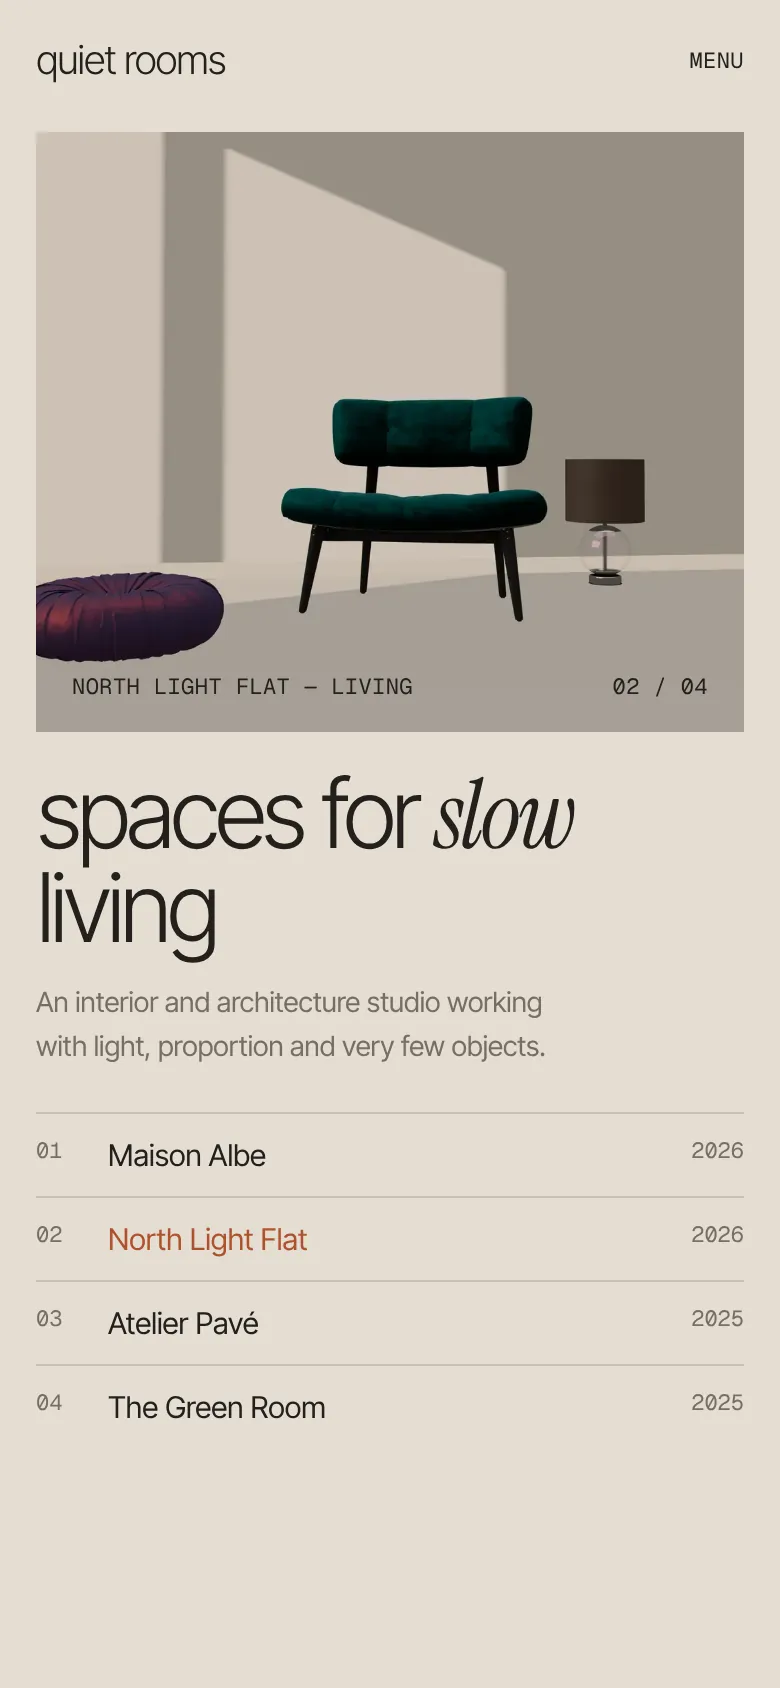 quiet rooms
MENU
NORTH LIGHT FLAT — LIVING
02 / 04
spaces for slow
living
An interior and architecture studio working
with light, proportion and very few objects.
01 Maison Albe 2026
02 North Light Flat 2026
03 Atelier Pavé 2025
04 The Green Room 2025